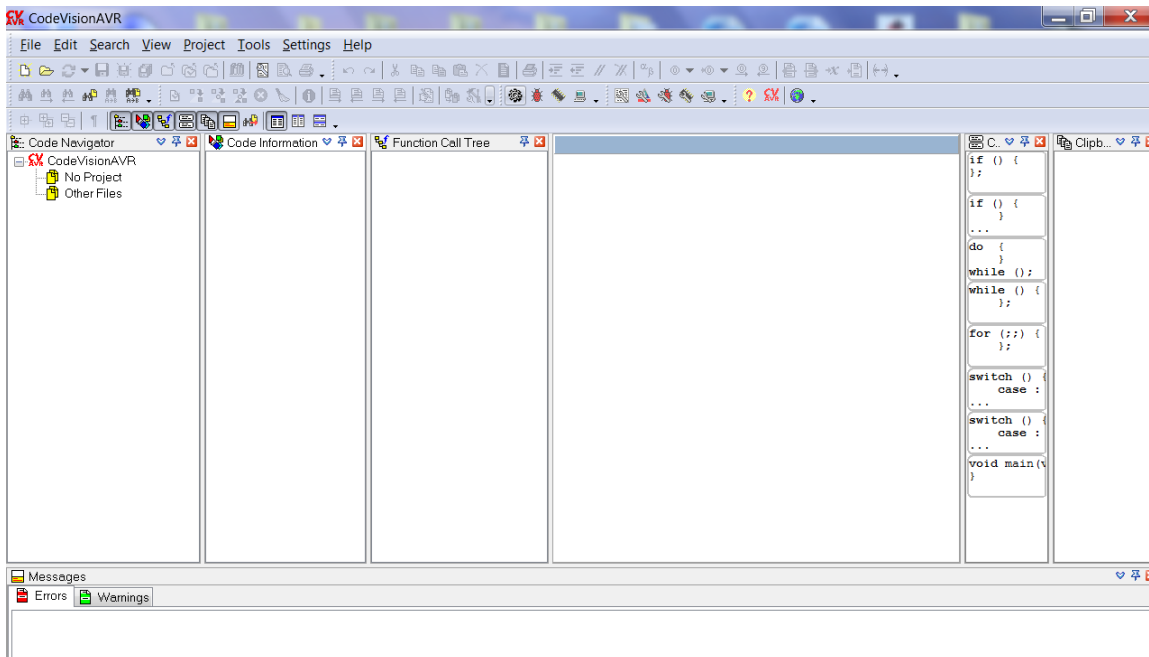 CodeVisionAVR
File Edit Search View Project Tools Settings Help
Code Navigator
CodeVisionAVR
No Project
Other Files
Code Information
Function Call Tree
C..
if () {
};
if () {
}
...
do {
}
while ();
while () {
};
for (;;) {
};
switch () {
case :
...
switch () {
case :
...
void main(v
}
Clipb...
Messages
Errors Warnings